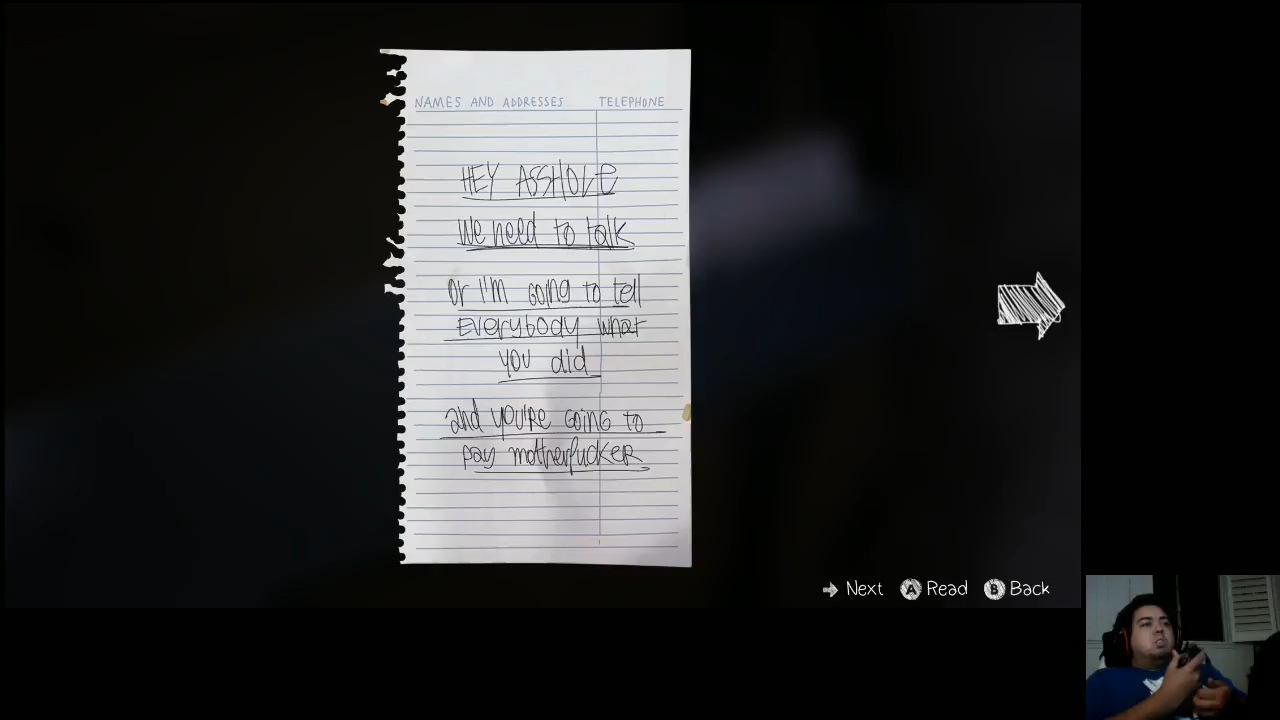 NAMES AND ADDRESSES TELEPHONE
HEY ASSHOLE
We need to talk
Or I'm GOING to tell
EVERYBODY what
YOU did
and YOU'RE GOING to
pay motherfuckER
Next A Read B Back